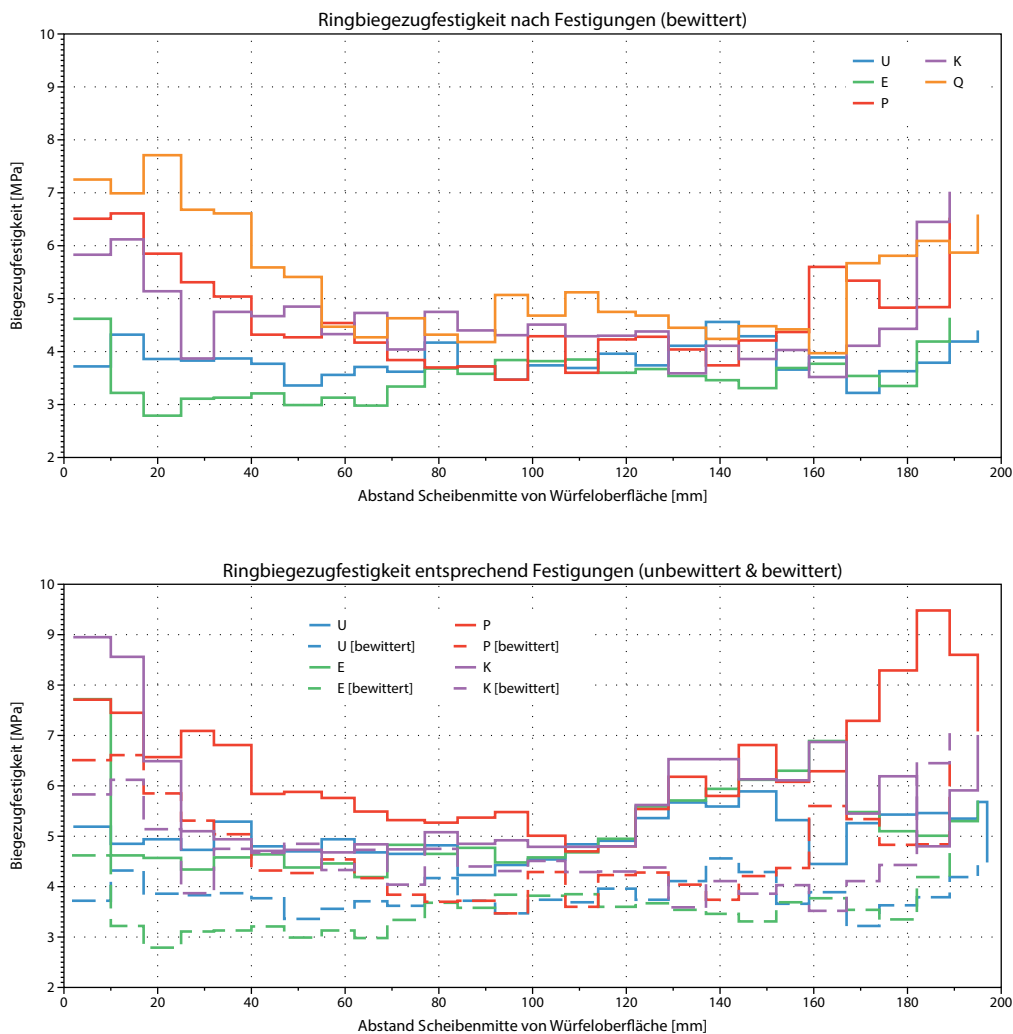 Ringbiegezugfestigkeit nach Festigungen (bewittert)
10
9
8
7
6
5
4
3
2
Biegezugfestigkeit [MPa]
U K
E Q
P
0 20 40 60 80 100 120 140 160 180 200
Abstand Scheibenmitte von Würfeloberfläche [mm]
Ringbiegezugfestigkeit entsprechend Festigungen (unbewittert & bewittert)
10
9
8
7
6
5
4
3
2
Biegezugfestigkeit [MPa]
U P
U [bewittert] P [bewittert]
E K
E [bewittert] K [bewittert]
0 20 40 60 80 100 120 140 160 180 200
Abstand Scheibenmitte von Würfeloberfläche [mm]